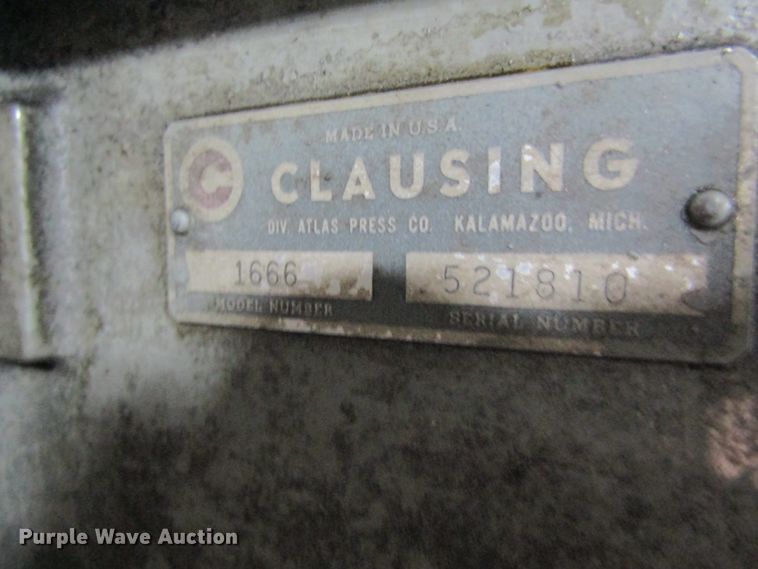 MADE IN U.S.A.
C CLAUSING
DIV. ATLAS PRESS CO. KALAMAZOO, MICH.
1666 521810
MODEL NUMBER SERIAL NUMBER
Purple Wave Auction